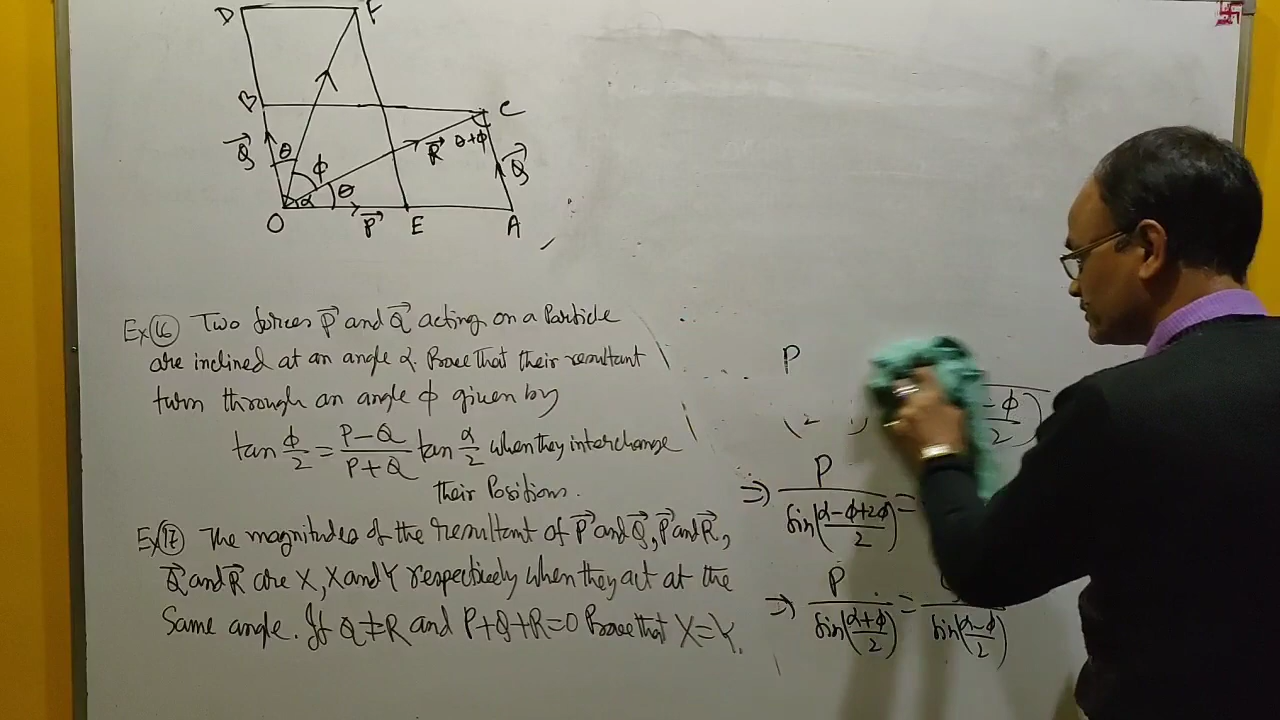 D F
B C
θ+φ
Q⃗ θ φ R⃗ Q⃗
α θ
O P⃗ E A
Ex(16) Two forces P⃗ and Q⃗ acting on a Particle
are inclined at an angle α. Prove that their resultant
turn through an angle φ given by
tan φ/2 = P-Q/P+Q tan α/2 when they interchange
their Positions.
Ex(17) The magnitudes of the resultant of P⃗ and Q⃗, P⃗ and R⃗,
Q⃗ and R⃗ are X, X and Y respectively when they act at the
Same angle. If Q≠R and P+Q+R=0 Prove that X=Y.
P
-φ/2)
⇒ P/sin(α-φ+2φ/2) =
⇒ P/sin(α+φ/2) = /sin(α-φ/2)